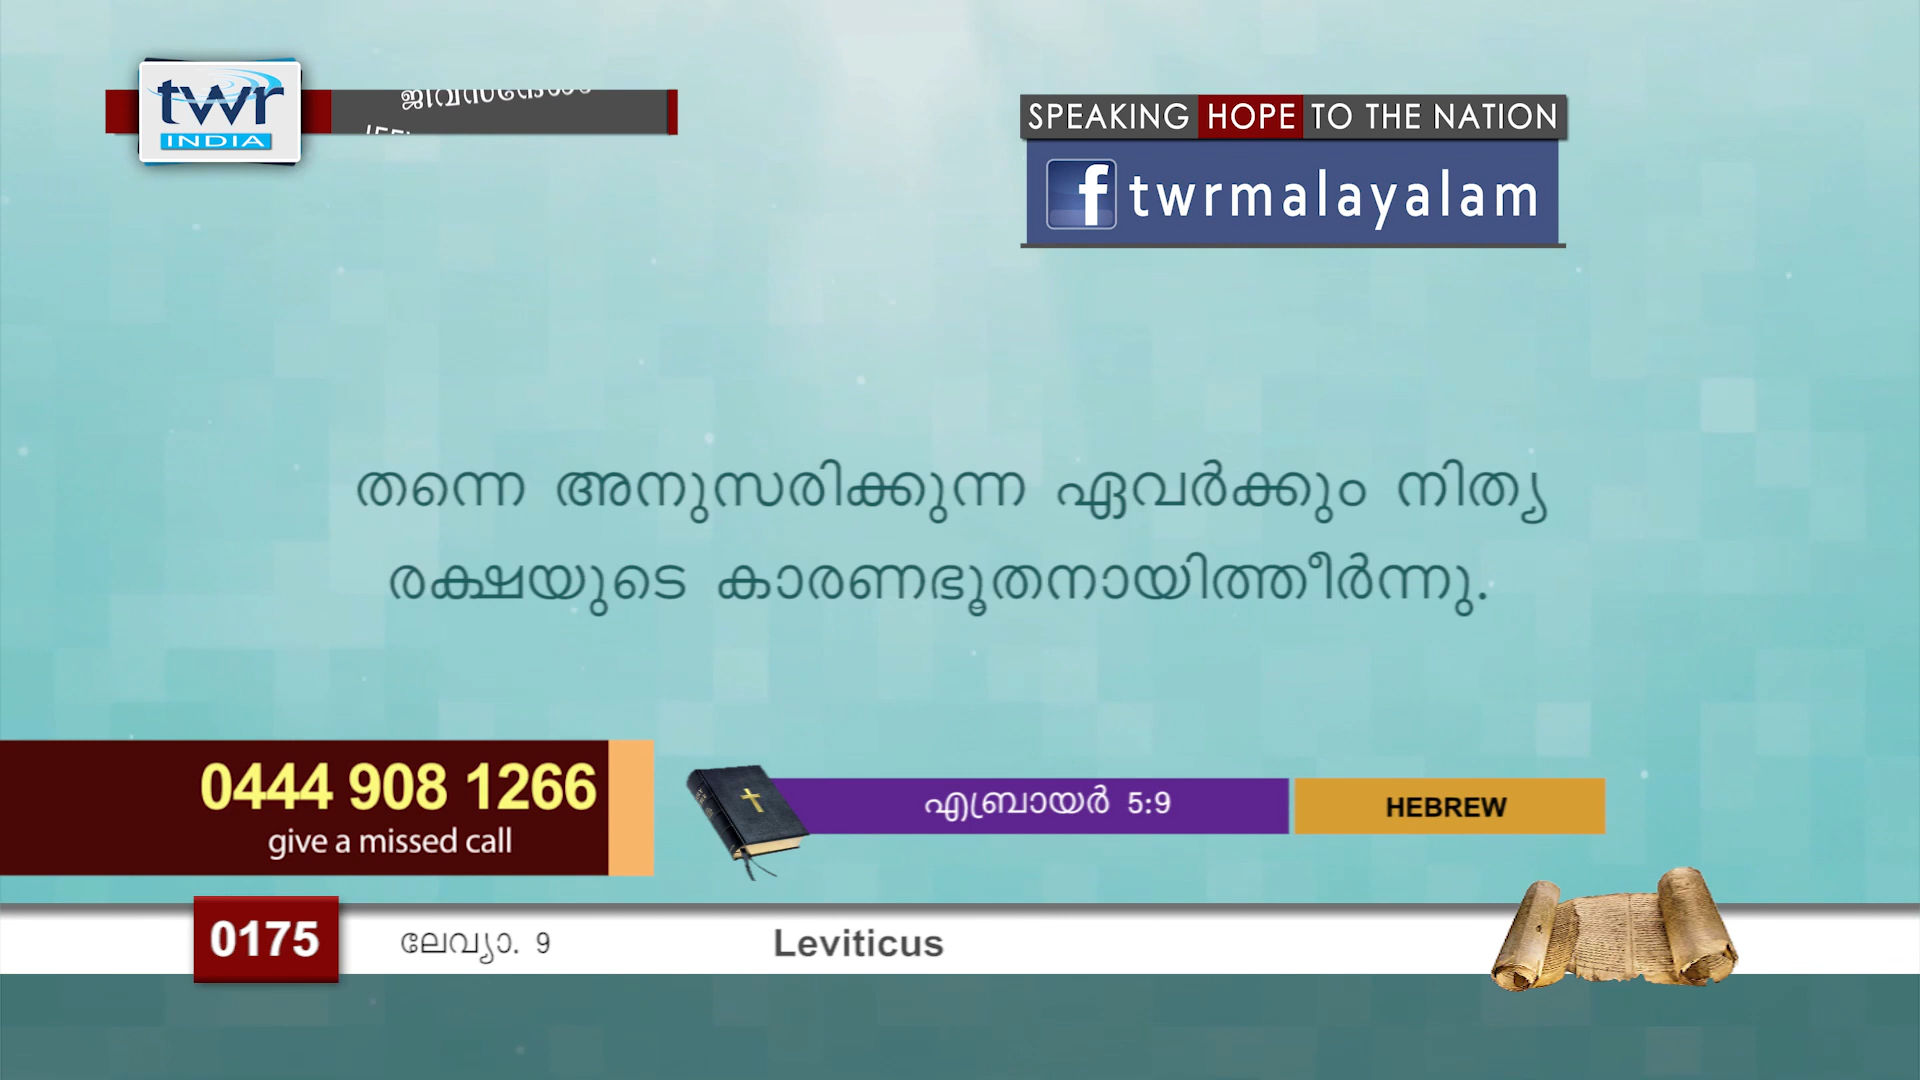 twr
INDIA
SPEAKING HOPE TO THE NATION
f twrmalayalam
തന്നെ അനുസരിക്കുന്ന ഏവർക്കും നിത്യ
രക്ഷയുടെ കാരണഭൂതനായിത്തീർന്നു.
0444 908 1266
give a missed call
എബ്രായർ 5:9
HEBREW
0175
ലേവ്യാ. 9
Leviticus